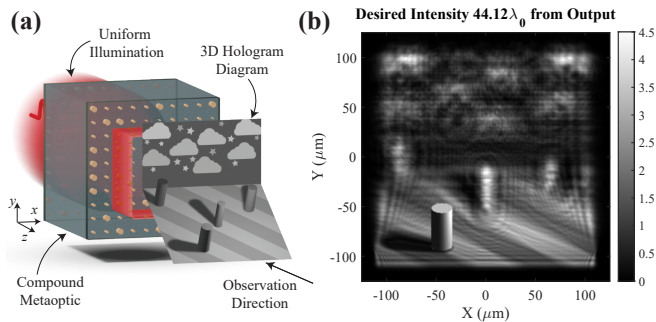 (a)
Uniform
Illumination
3D Hologram
Diagram
y
x
z
Compound
Metaoptic
Observation
Direction
(b)
Desired Intensity 44.12λ₀ from Output
Y (μm)
100
50
0
-50
-100
-100 -50 0 50 100
X (μm)
4.5
4
3.5
3
2.5
2
1.5
1
0.5
0